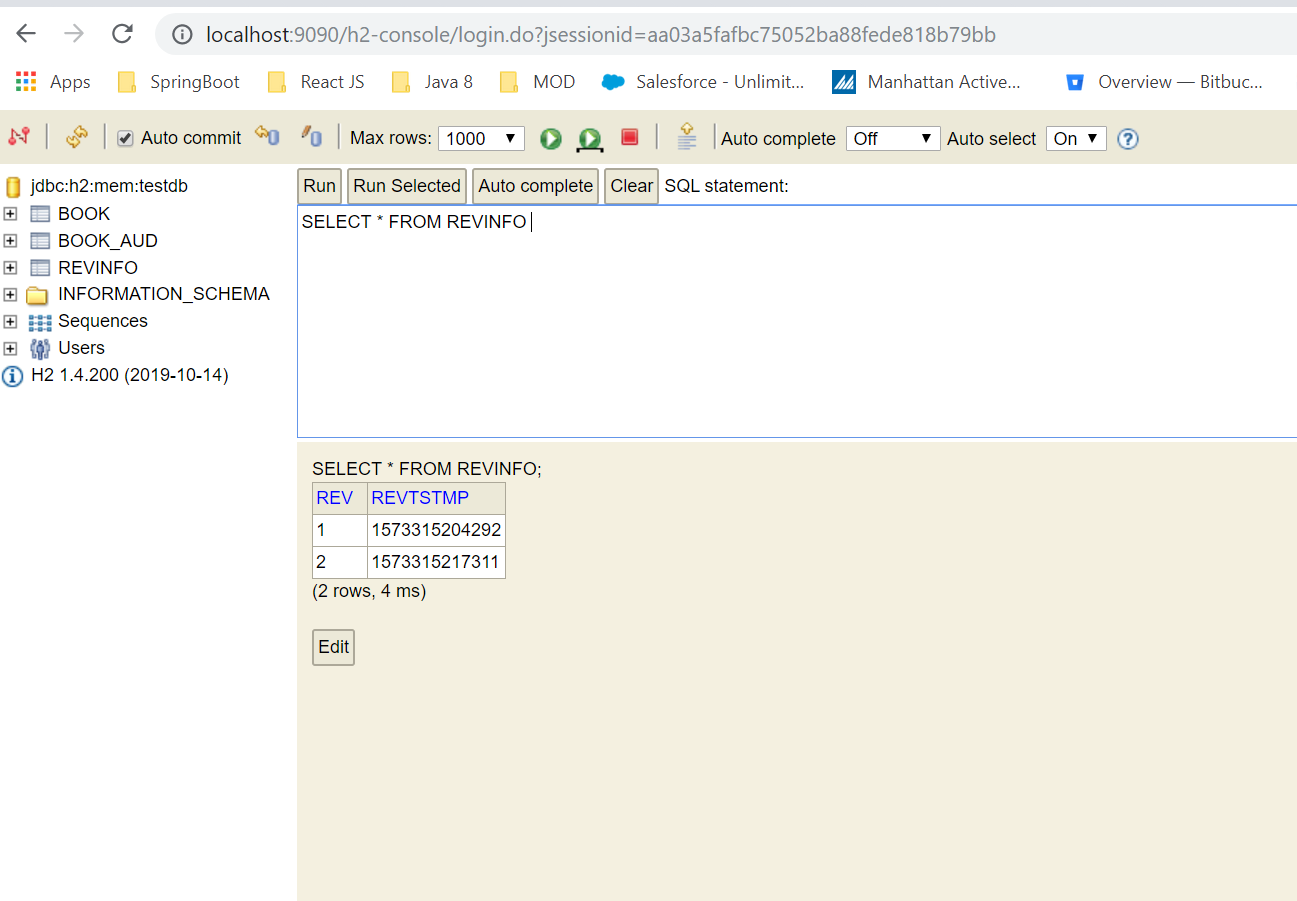 localhost:9090/h2-console/login.do?jsessionid=aa03a5fafbc75052ba88fede818b79bb
Apps SpringBoot React JS Java 8 MOD Salesforce - Unlimit... Manhattan Active... Overview — Bitbuc...
Auto commit Max rows: 1000 Auto complete Off Auto select On
jdbc:h2:mem:testdb
BOOK
BOOK_AUD
REVINFO
INFORMATION_SCHEMA
Sequences
Users
H2 1.4.200 (2019-10-14)
Run Run Selected Auto complete Clear SQL statement:
SELECT * FROM REVINFO
SELECT * FROM REVINFO;
REV REVTSTMP
1 1573315204292
2 1573315217311
(2 rows, 4 ms)
Edit